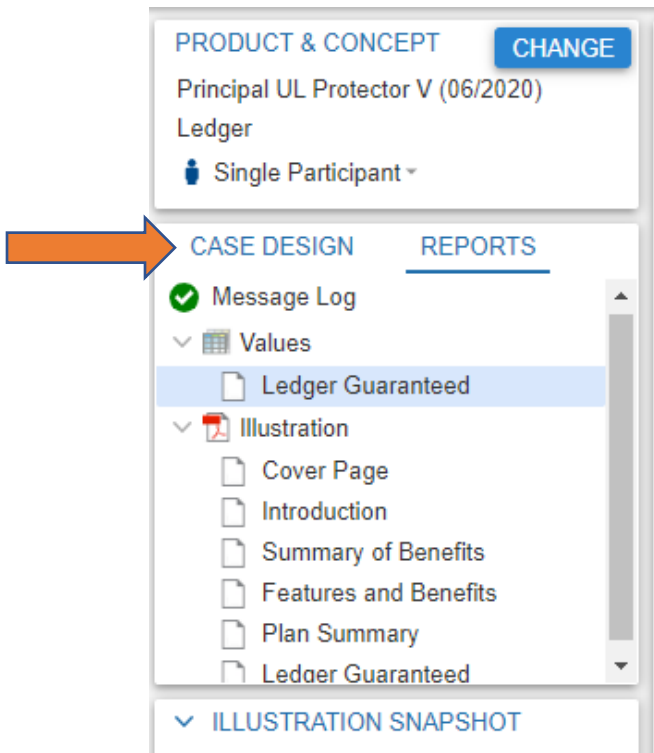 PRODUCT & CONCEPT CHANGE
Principal UL Protector V (06/2020)
Ledger
Single Participant
CASE DESIGN REPORTS
Message Log
Values
Ledger Guaranteed
Illustration
Cover Page
Introduction
Summary of Benefits
Features and Benefits
Plan Summary
Ledger Guaranteed
ILLUSTRATION SNAPSHOT